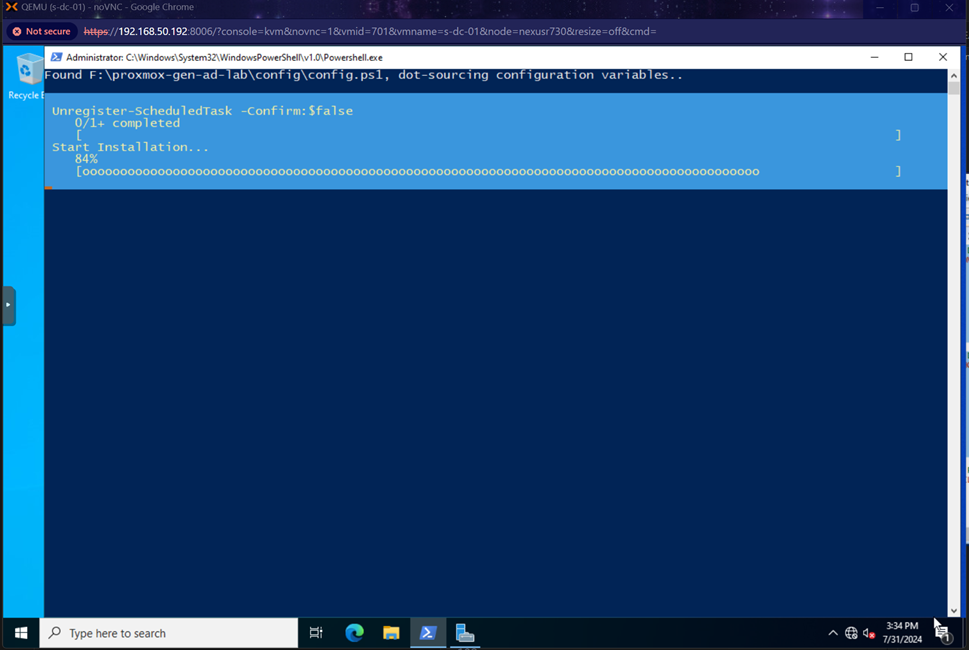 QEMU (s-dc-01) - noVNC - Google Chrome
Not secure https://192.168.50.192:8006/?console=kvm&novnc=1&vmid=701&vmname=s-dc-01&node=nexusr730&resize=off&cmd=
Administrator: C:\Windows\System32\WindowsPowerShell\v1.0\Powershell.exe
Found F:\proxmox-gen-ad-lab\config\config.ps1, dot-sourcing configuration variables..
Recycle
Unregister-ScheduledTask -Confirm:$false
0/1+ completed
[ ]
Start Installation...
84%
[oooooooooooooooooooooooooooooooooooooooooooooooooooooooooooooooooooooooooooooooooooooooooo ]
Type here to search
3:34 PM
7/31/2024
1